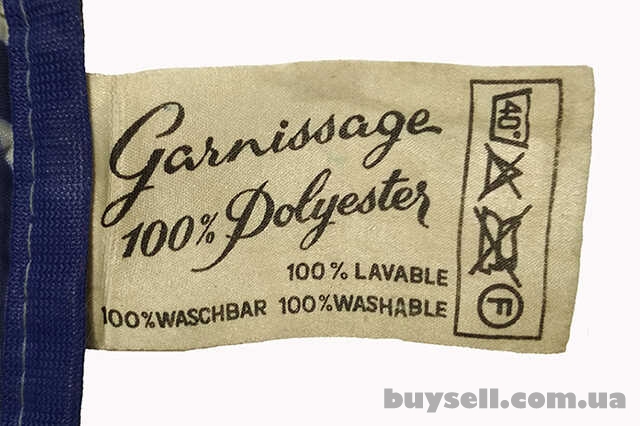 Garnissage
100% Polyester
100% LAVABLE
100%WASCHBAR 100%WASHABLE
40°
F
buysell.com.ua